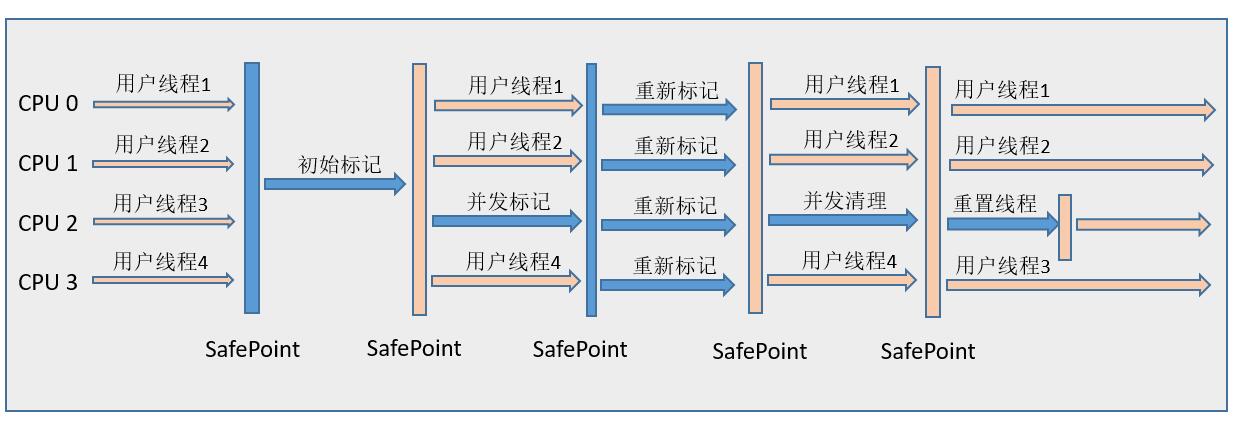 CPU 0
用户线程1
用户线程1
重新标记
用户线程1
用户线程1
CPU 1
用户线程2
初始标记
用户线程2
重新标记
用户线程2
用户线程2
CPU 2
用户线程3
并发标记
重新标记
并发清理
重置线程
CPU 3
用户线程4
用户线程4
重新标记
用户线程4
用户线程3
SafePoint
SafePoint
SafePoint
SafePoint
SafePoint